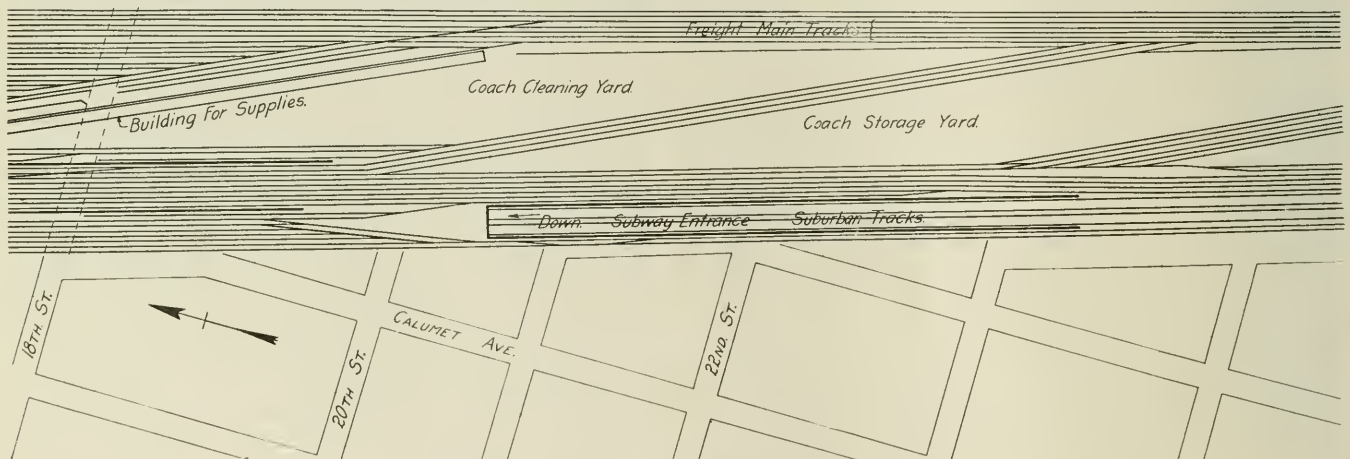 Freight Main Tracks {
Coach Cleaning Yard.
Building For Supplies.
Coach Storage Yard.
Down. Subway Entrance Suburban Tracks.
18TH. ST.
20TH ST.
CALUMET AVE.
22ND. ST.